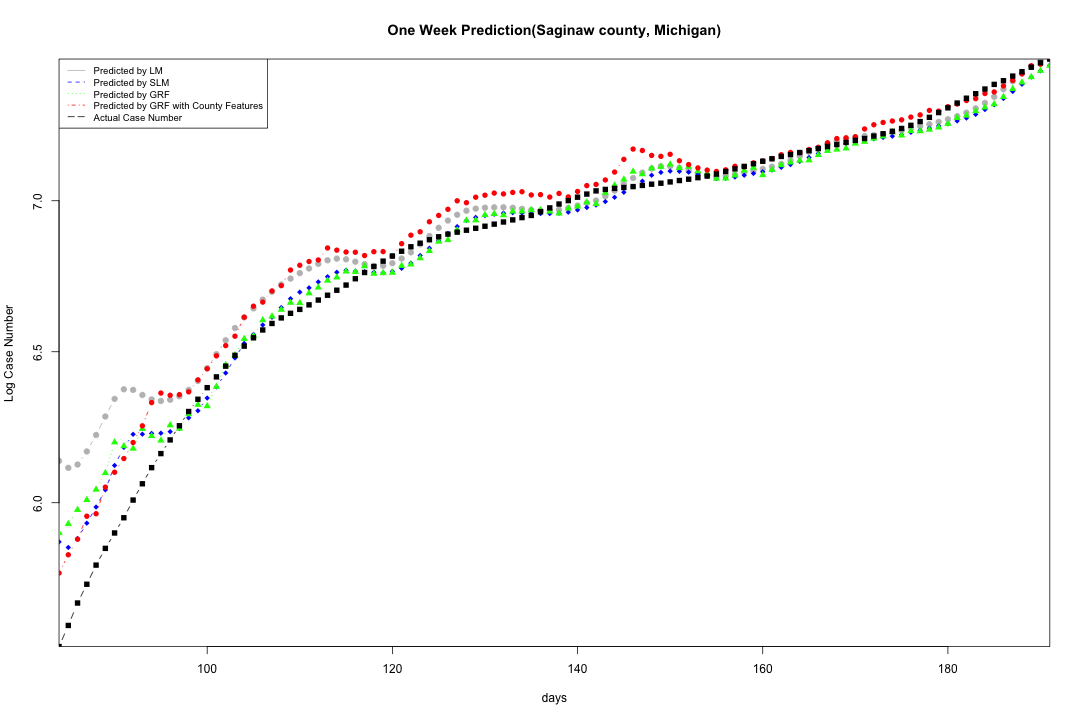 One Week Prediction(Saginaw county, Michigan)
Predicted by LM
Predicted by SLM
Predicted by GRF
Predicted by GRF with County Features
Actual Case Number
Log Case Number
7.0
6.5
6.0
100 120 140 160 180
days